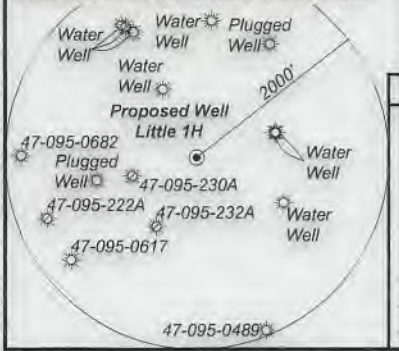 Water
Well
Water
Well
Plugged
Well
Water
Well
2000'
Proposed Well
Little 1H
47-095-0682
Plugged
Well
47-095-230A
Water
Well
47-095-222A
47-095-232A
Water
Well
47-095-0617
47-095-0489